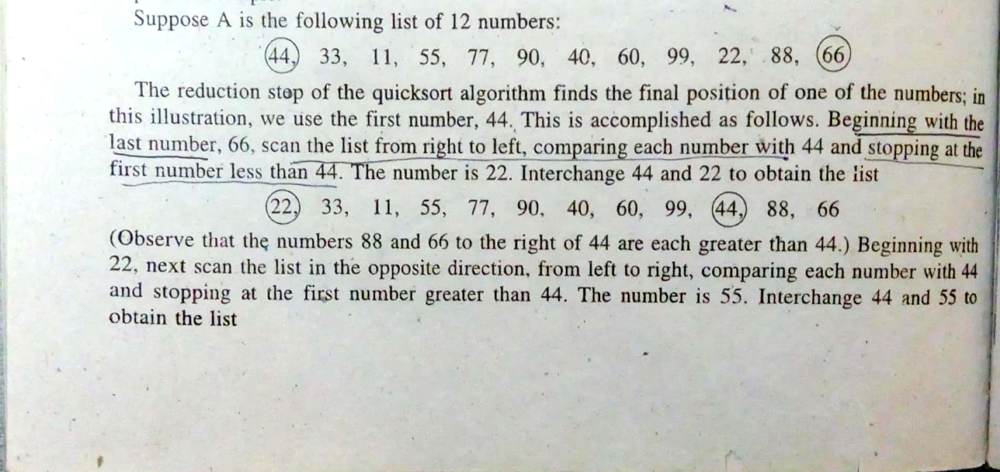 Suppose A is the following list of 12 numbers:
44, 33, 11, 55, 77, 90, 40, 60, 99, 22, 88, 66
The reduction step of the quicksort algorithm finds the final position of one of the numbers; in
this illustration, we use the first number, 44. This is accomplished as follows. Beginning with the
last number, 66, scan the list from right to left, comparing each number with 44 and stopping at the
first number less than 44. The number is 22. Interchange 44 and 22 to obtain the list
22, 33, 11, 55, 77, 90, 40, 60, 99, 44, 88, 66
(Observe that the numbers 88 and 66 to the right of 44 are each greater than 44.) Beginning with
22, next scan the list in the opposite direction, from left to right, comparing each number with 44
and stopping at the first number greater than 44. The number is 55. Interchange 44 and 55 to
obtain the list